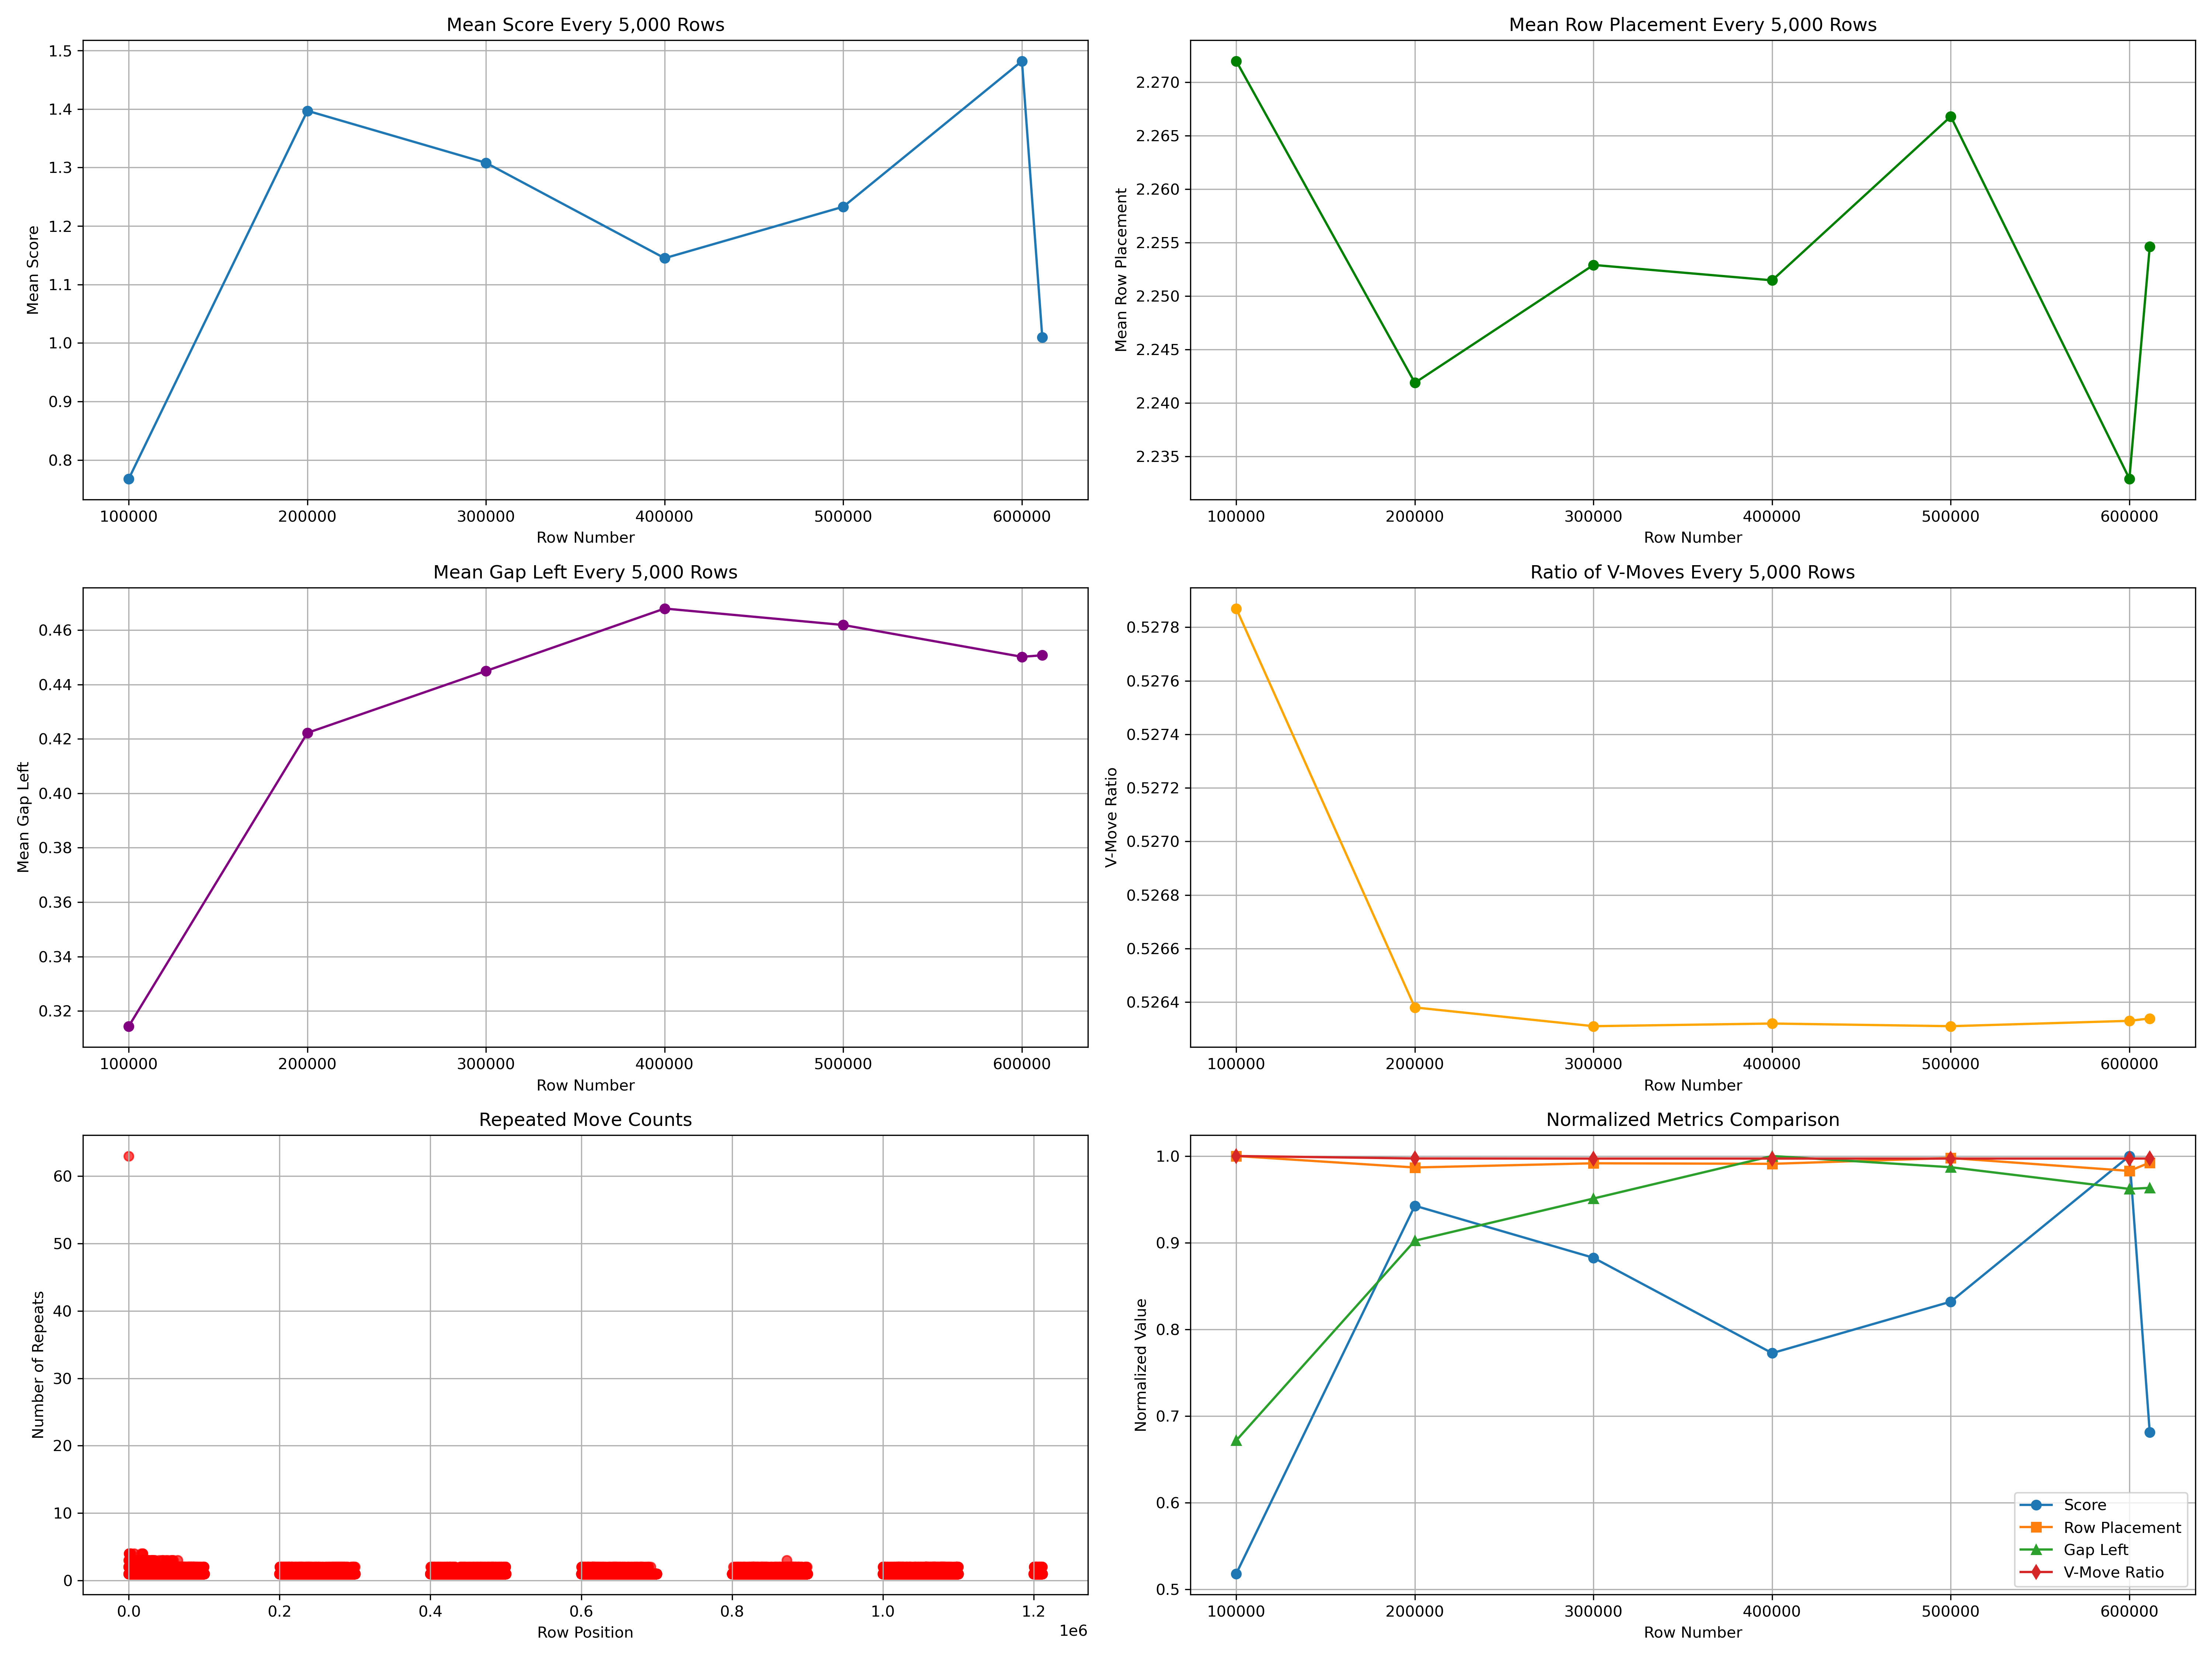 Mean Score Every 5,000 Rows
Mean Score
1.5
1.4
1.3
1.2
1.1
1.0
0.9
0.8
100000 200000 300000 400000 500000 600000
Row Number
Mean Row Placement Every 5,000 Rows
Mean Row Placement
2.270
2.265
2.260
2.255
2.250
2.245
2.240
2.235
100000 200000 300000 400000 500000 600000
Row Number
Mean Gap Left Every 5,000 Rows
Mean Gap Left
0.46
0.44
0.42
0.40
0.38
0.36
0.34
0.32
100000 200000 300000 400000 500000 600000
Row Number
Ratio of V-Moves Every 5,000 Rows
V-Move Ratio
0.5278
0.5276
0.5274
0.5272
0.5270
0.5268
0.5266
0.5264
100000 200000 300000 400000 500000 600000
Row Number
Repeated Move Counts
Number of Repeats
60
50
40
30
20
10
0
0.0 0.2 0.4 0.6 0.8 1.0 1.2
1e6
Row Position
Normalized Metrics Comparison
Normalized Value
1.0
0.9
0.8
0.7
0.6
0.5
Score
Row Placement
Gap Left
V-Move Ratio
100000 200000 300000 400000 500000 600000
Row Number